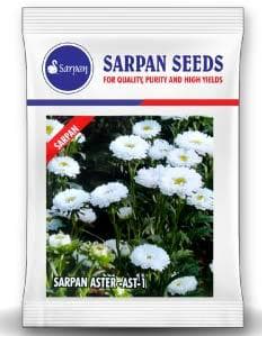 Sarpan
SARPAN SEEDS
FOR QUALITY, PURITY AND HIGH YIELDS
SARPAN
SARPAN ASTER-AST-1